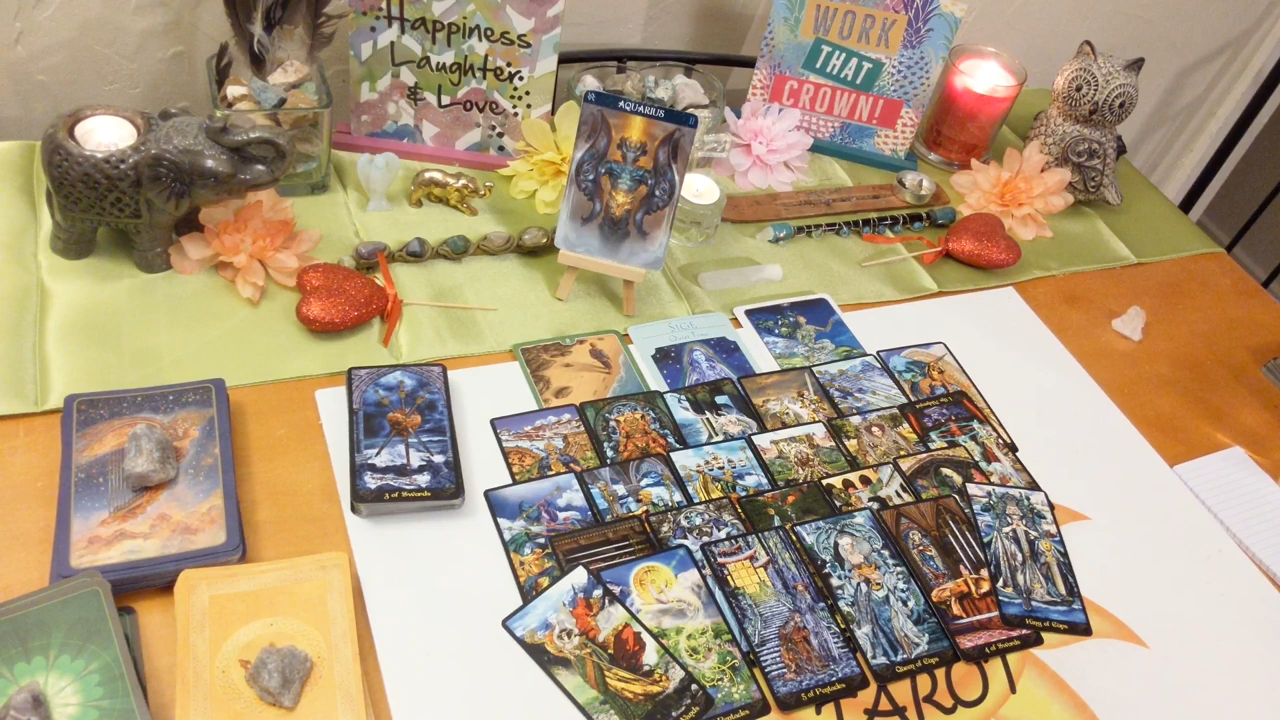 Happiness
Laughter
& Love
WORK
THAT
CROWN!
AQUARIUS
3 of Swords
5 of Pentacles
Queen of Cups
4 of Swords
King of Cups
Pentacles
TAROT